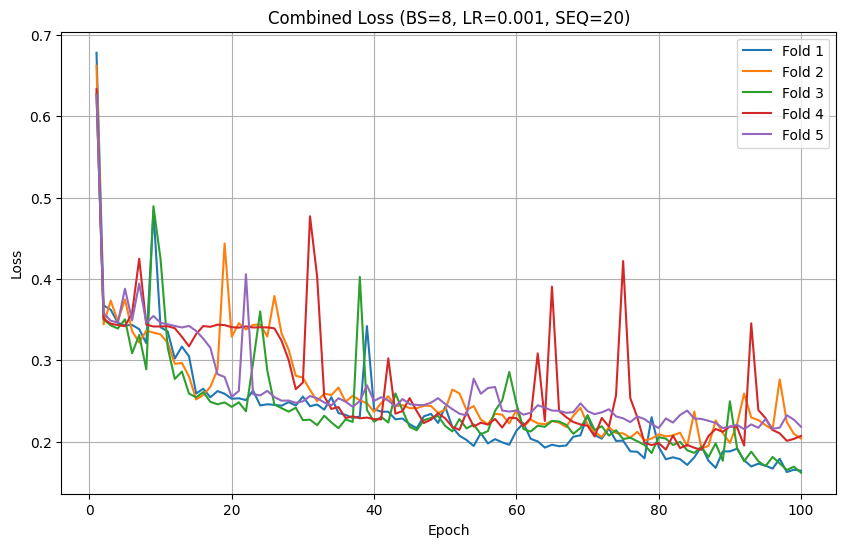 Combined Loss (BS=8, LR=0.001, SEQ=20)
Loss
0.7
0.6
0.5
0.4
0.3
0.2
Fold 1
Fold 2
Fold 3
Fold 4
Fold 5
0 20 40 60 80 100
Epoch